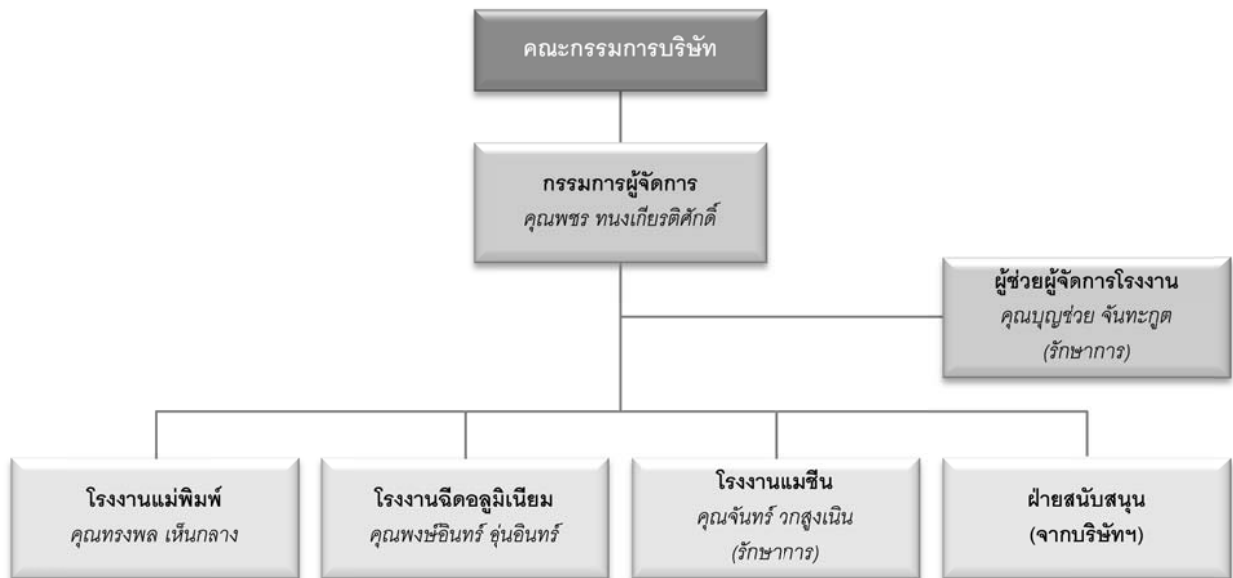 คณะกรรมการบริษัท
กรรมการผู้จัดการ
คุณพชร ทนงเกียรติศักดิ์
ผู้ช่วยผู้จัดการโรงงาน
คุณบุญช่วย จันทะกูต
(รักษาการ)
โรงงานแม่พิมพ์
คุณทรงพล เห็นกลาง
โรงงานฉีดอลูมิเนียม
คุณพงษ์อินทร์ อุ่นอินทร์
โรงงานแมชีน
คุณจันทร์ วกสูงเนิน
(รักษาการ)
ฝ่ายสนับสนุน
(จากบริษัทฯ)